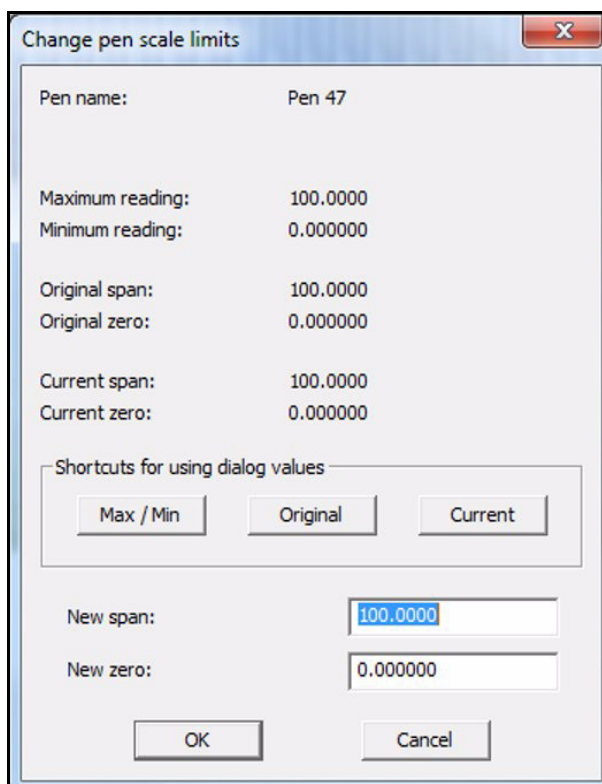 Change pen scale limits
Pen name: Pen 47
Maximum reading: 100.0000
Minimum reading: 0.000000
Original span: 100.0000
Original zero: 0.000000
Current span: 100.0000
Current zero: 0.000000
Shortcuts for using dialog values
Max / Min Original Current
New span: 100.0000
New zero: 0.000000
OK Cancel